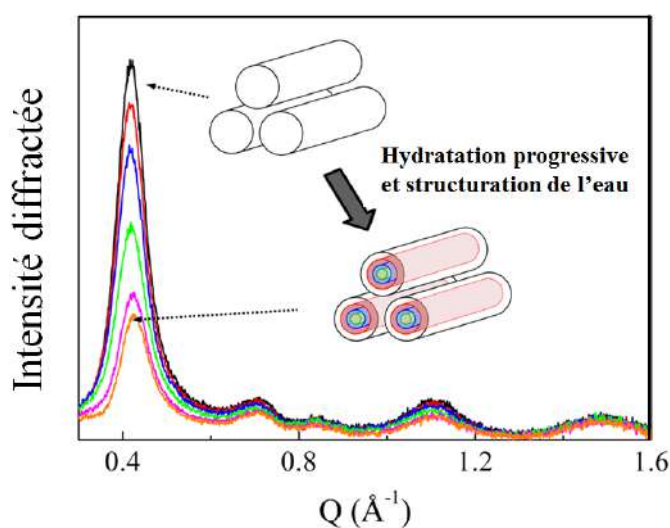 Hydratation progressive
et structuration de l'eau
Intensité diffractée
0.4
0.8
1.2
1.6
Q (Å⁻¹)